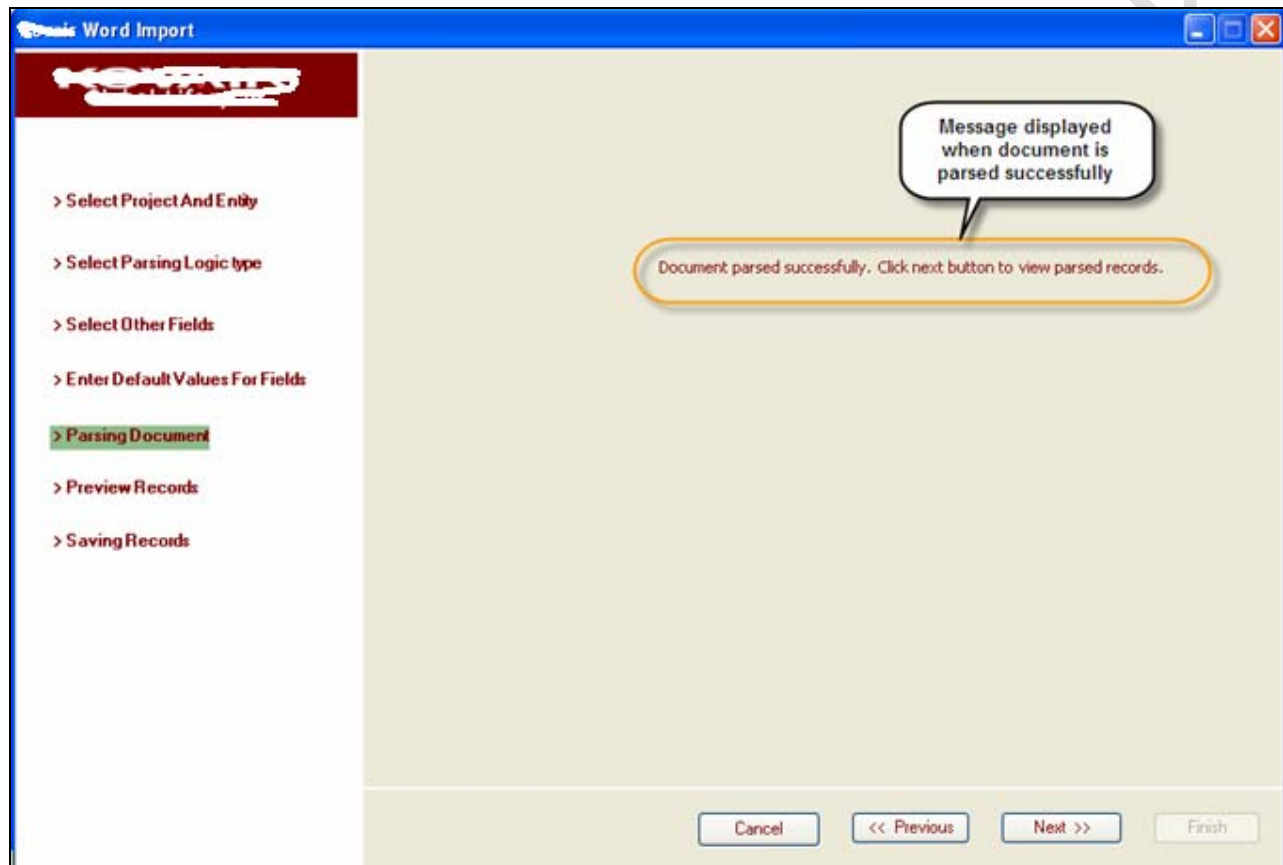 Word Import
> Select Project And Entity
> Select Parsing Logic type
> Select Other Fields
> Enter Default Values For Fields
> Parsing Document
> Preview Records
> Saving Records
Message displayed
when document is
parsed successfully
Document parsed successfully. Click next button to view parsed records.
Cancel
<< Previous
Next >>
Finish